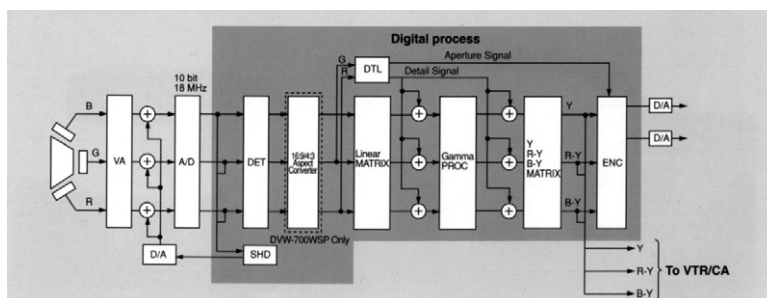 Digital process
Aperture Signal
10 bit
18 MHz
G
R
DTL
Detail Signal
B
G
R
VA
A/D
DET
16:9/4:3
Aspect
Converter
Linear
MATRIX
Gamma
PROC
Y
R-Y
B-Y
MATRIX
Y
R-Y
B-Y
ENC
D/A
D/A
DVW-700WSP Only
D/A
SHD
Y
R-Y
B-Y
To VTR/CA